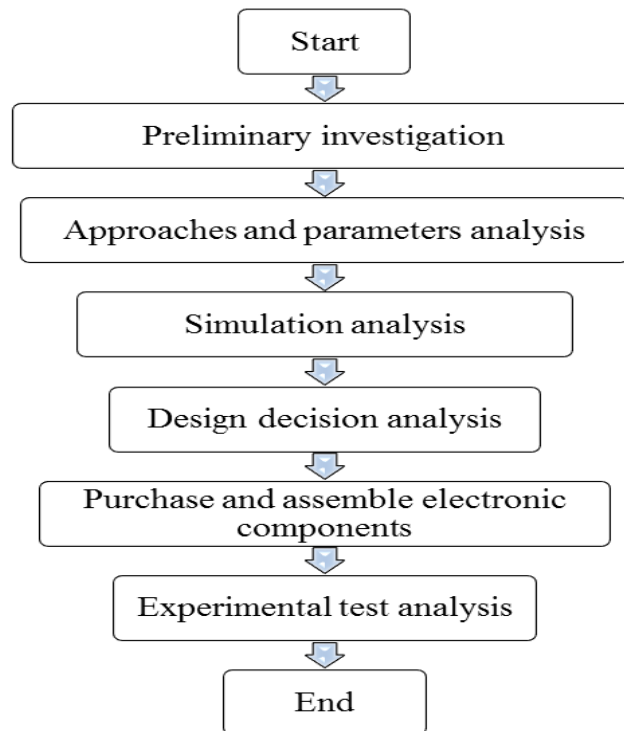 Start
Preliminary investigation
Approaches and parameters analysis
Simulation analysis
Design decision analysis
Purchase and assemble electronic
components
Experimental test analysis
End